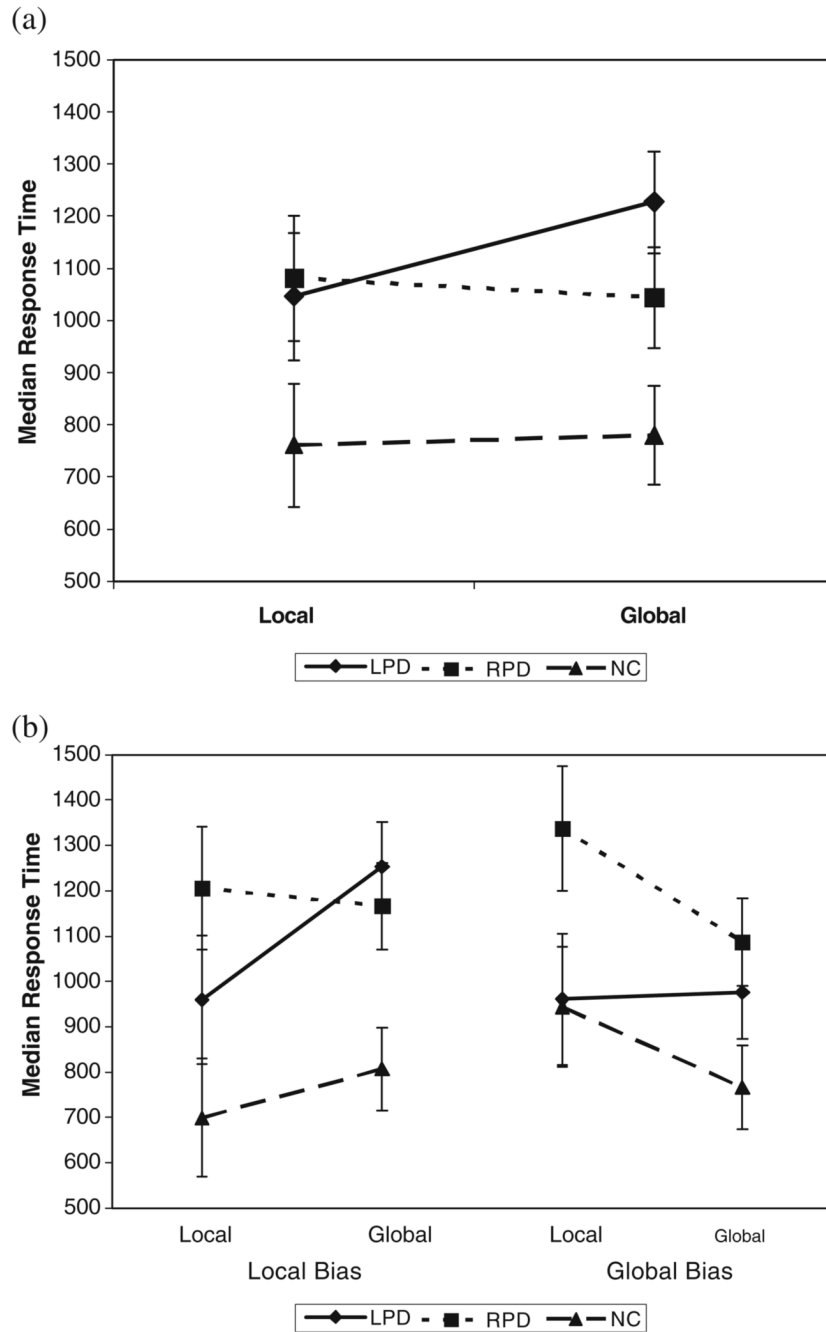 (a)
1500
1400
1300
1200
1100
1000
900
800
700
600
500
Median Response Time
Local Global
LPD RPD NC
(b)
1500
1400
1300
1200
1100
1000
900
800
700
600
500
Median Response Time
Local Global Local Global
Local Bias Global Bias
LPD RPD NC